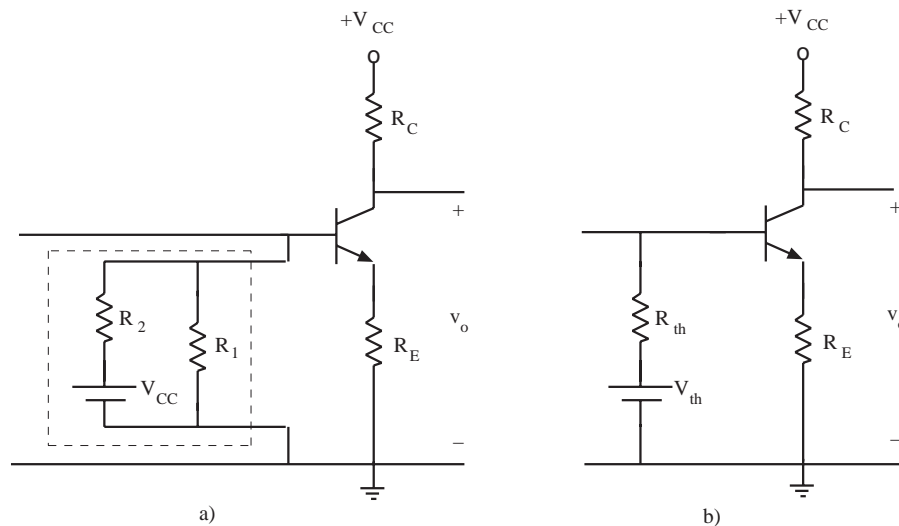 +V CC
R C
+
R 2
R 1
V CC
v o
R E
−
a)
+V CC
R C
+
R th
v
R E
V th
−
b)